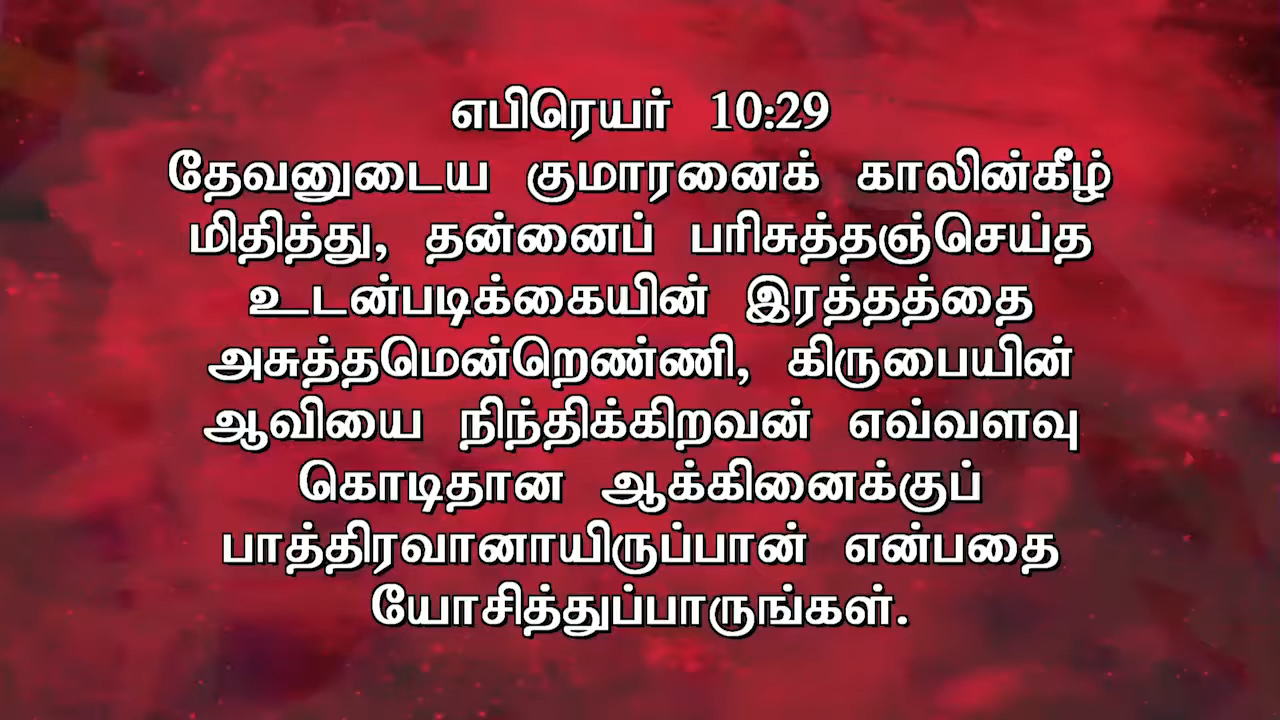 எபிரெயர் 10:29
தேவனுடைய குமாரனைக் காலின்கீழ்
மிதித்து, தன்னைப் பரிசுத்தஞ்செய்த
உடன்படிக்கையின் இரத்தத்தை
அசுத்தமென்றெண்ணி, கிருபையின்
ஆவியை நிந்திக்கிறவன் எவ்வளவு
கொடிதான ஆக்கினைக்குப்
பாத்திரவானாயிருப்பான் என்பதை
யோசித்துப்பாருங்கள்.